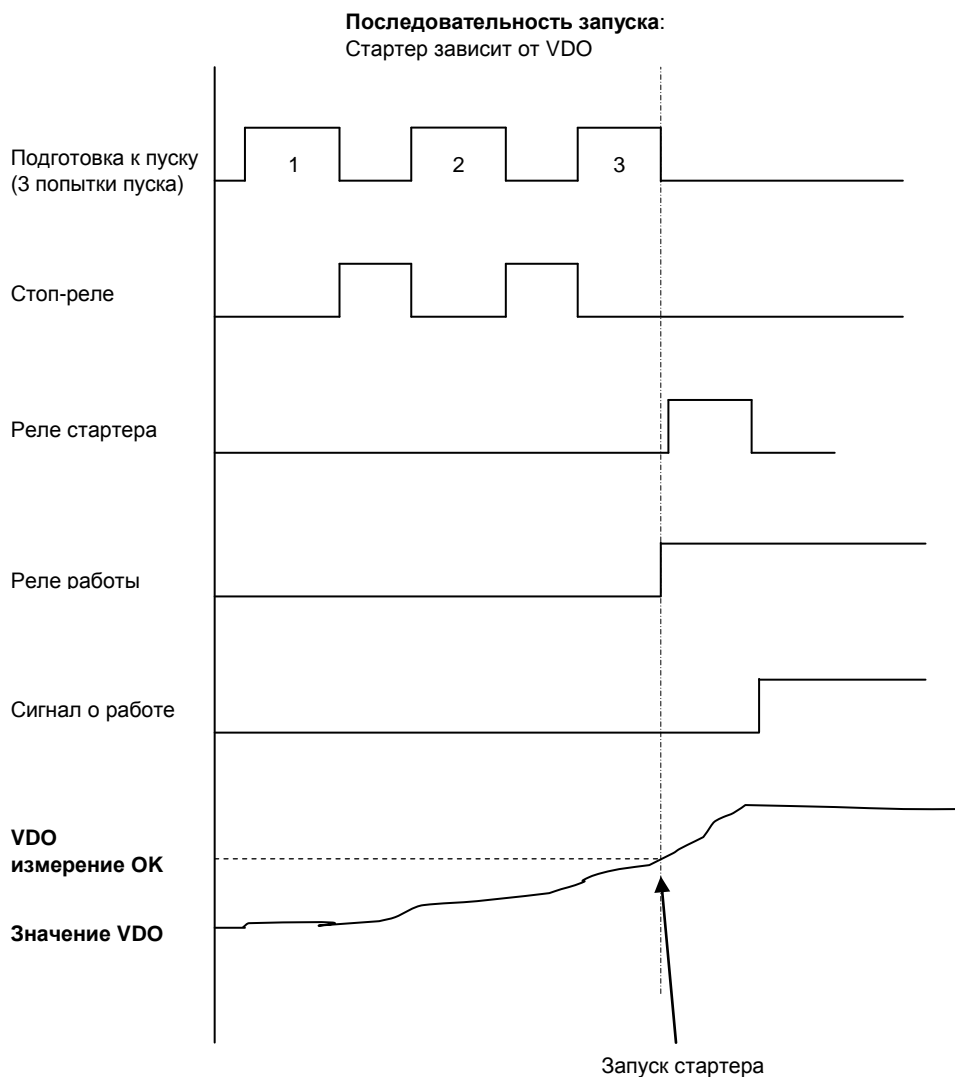 Последовательность запуска:
Стартер зависит от VDO
Подготовка к пуску
(3 попытки пуска)
1
2
3
Стоп-реле
Реле стартера
Реле работы
Сигнал о работе
VDO
измерение OK
Значение VDO
Запуск стартера